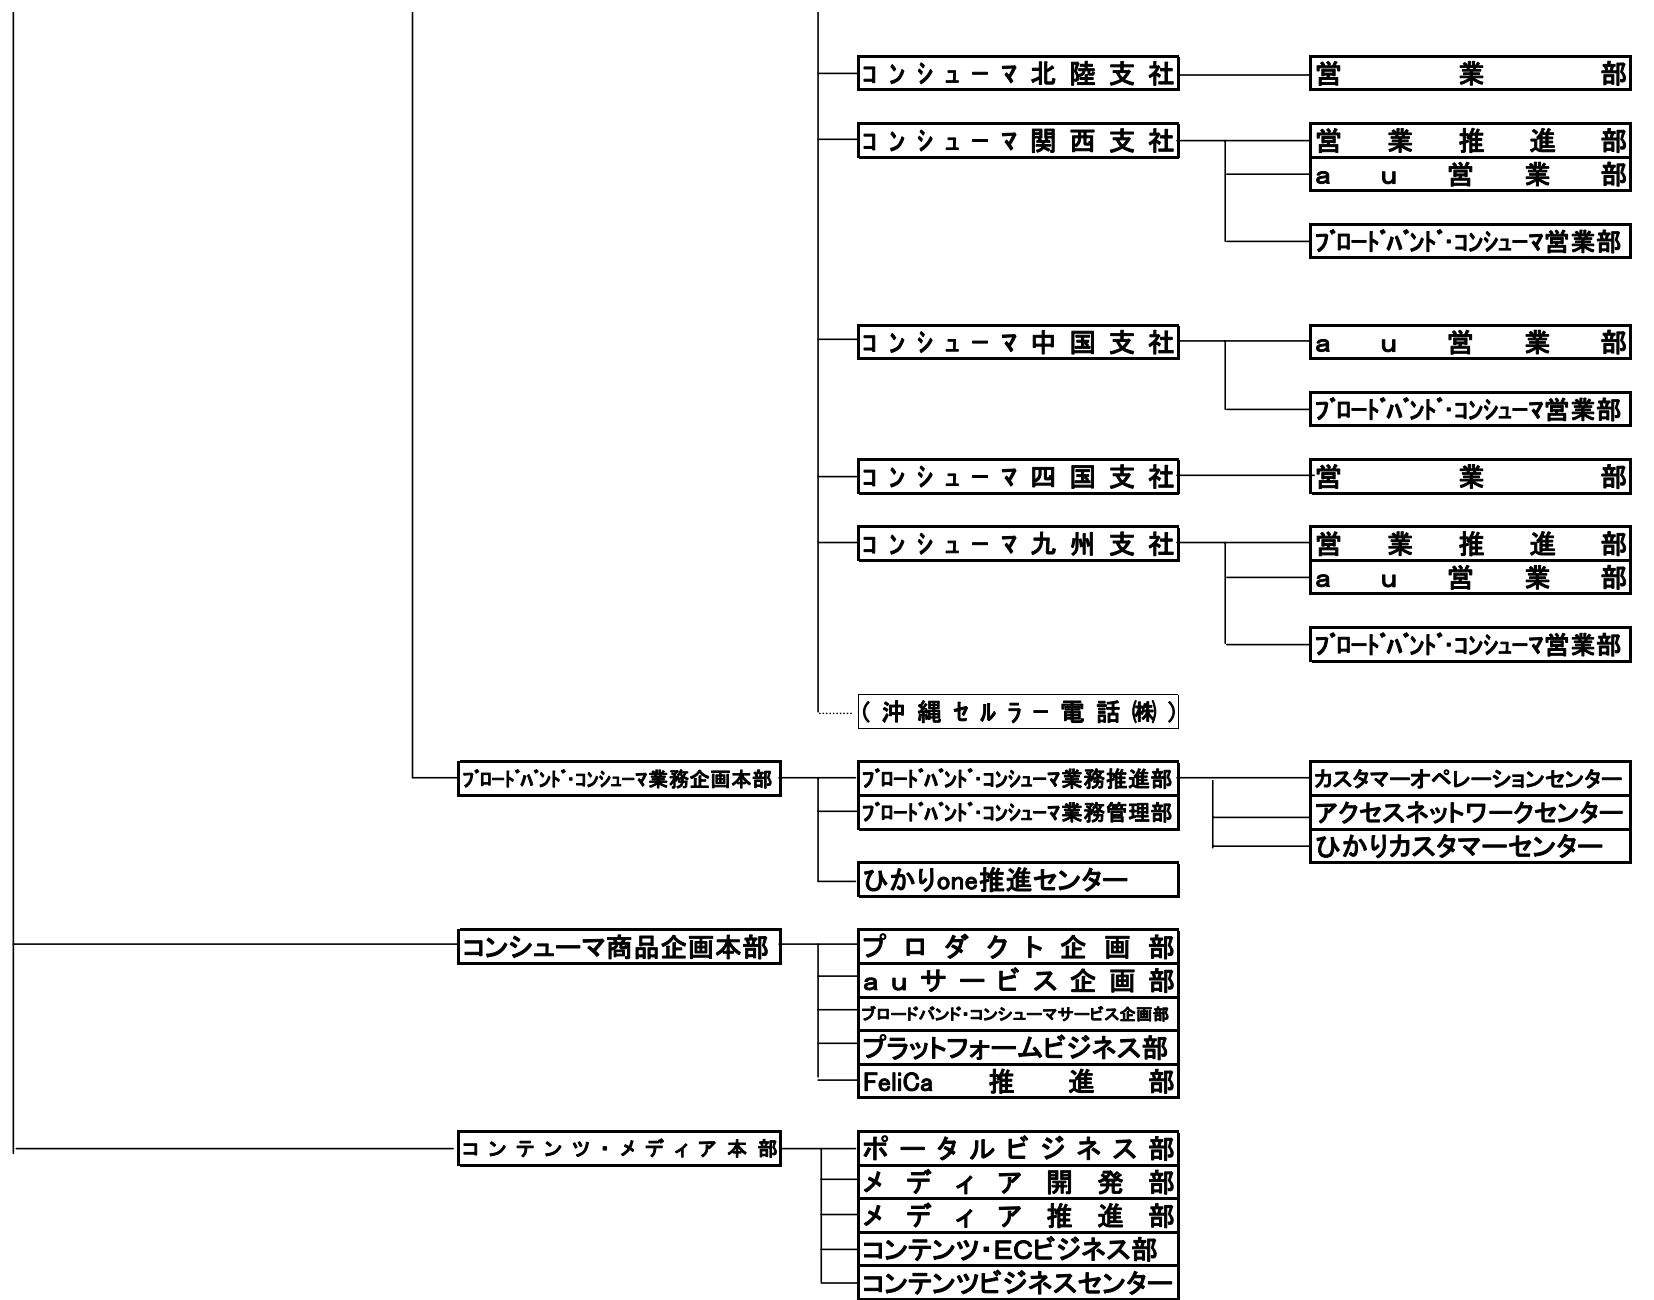 コンシューマ北陸支社 営業部
コンシューマ関西支社 営業推進部
au営業部
ブロードバンド・コンシューマ営業部
コンシューマ中国支社 au営業部
ブロードバンド・コンシューマ営業部
コンシューマ四国支社 営業部
コンシューマ九州支社 営業推進部
au営業部
ブロードバンド・コンシューマ営業部
(沖縄セルラー電話㈱)
ブロードバンド・コンシューマ業務企画本部 ブロードバンド・コンシューマ業務推進部 カスタマーオペレーションセンター
ブロードバンド・コンシューマ業務管理部 アクセスネットワークセンター
ひかりカスタマーセンター
ひかりone推進センター
コンシューマ商品企画本部 プロダクト企画部
auサービス企画部
ブロードバンド・コンシューマサービス企画部
プラットフォームビジネス部
FeliCa推進部
コンテンツ・メディア本部 ポータルビジネス部
メディア開発部
メディア推進部
コンテンツ・ECビジネス部
コンテンツビジネスセンター